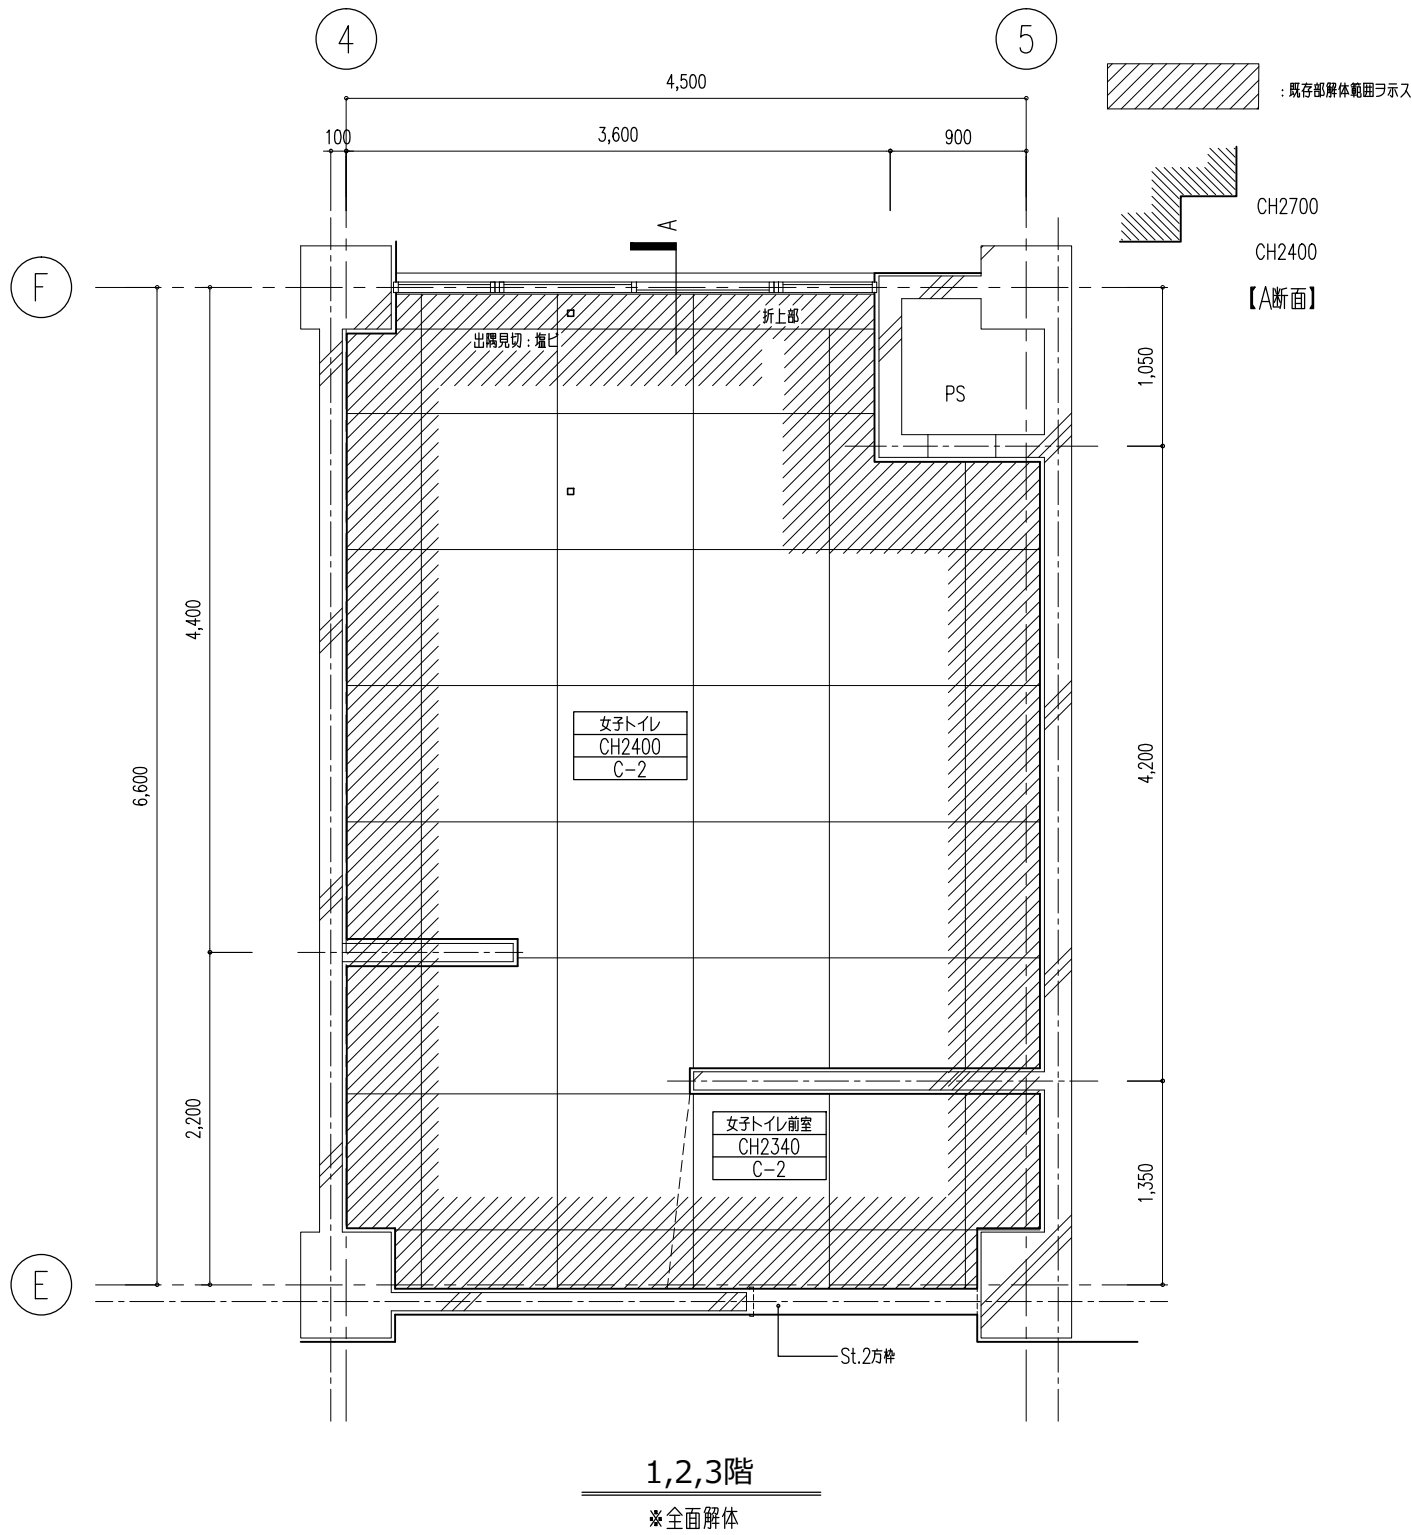 4
5
4,500
: 既存部解体範囲ヲ示ス
100
3,600
900
CH2700
A
CH2400
F
【A断面】
折上部
出隅見切 : 塩ビ
1,050
PS
4,400
女子トイレ
CH2400
C-2
4,200
6,600
2,200
女子トイレ前室
CH2340
C-2
1,350
E
St.2方枠
1,2,3階
※全面解体